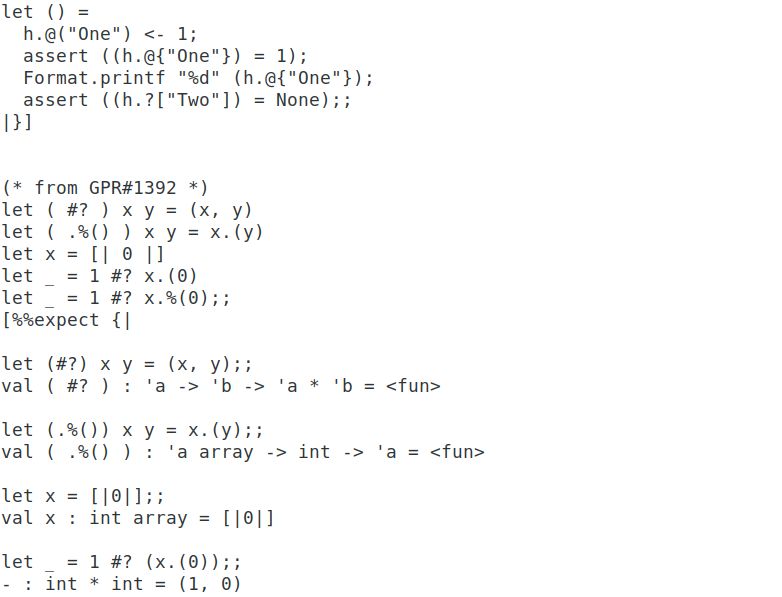 let () =
  h.@("One") <- 1;
  assert ((h.@{"One"}) = 1);
  Format.printf "%d" (h.@{"One"});
  assert ((h.?["Two"]) = None);;
|}]


(* from GPR#1392 *)
let ( #? ) x y = (x, y)
let ( .%() ) x y = x.(y)
let x = [| 0 |]
let _ = 1 #? x.(0)
let _ = 1 #? x.%(0);;
[%%expect {|

let (#?) x y = (x, y);;
val ( #? ) : 'a -> 'b -> 'a * 'b = <fun>

let (.%()) x y = x.(y);;
val ( .%() ) : 'a array -> int -> 'a = <fun>

let x = [|0|];;
val x : int array = [|0|]

let _ = 1 #? (x.(0));;
- : int * int = (1, 0)